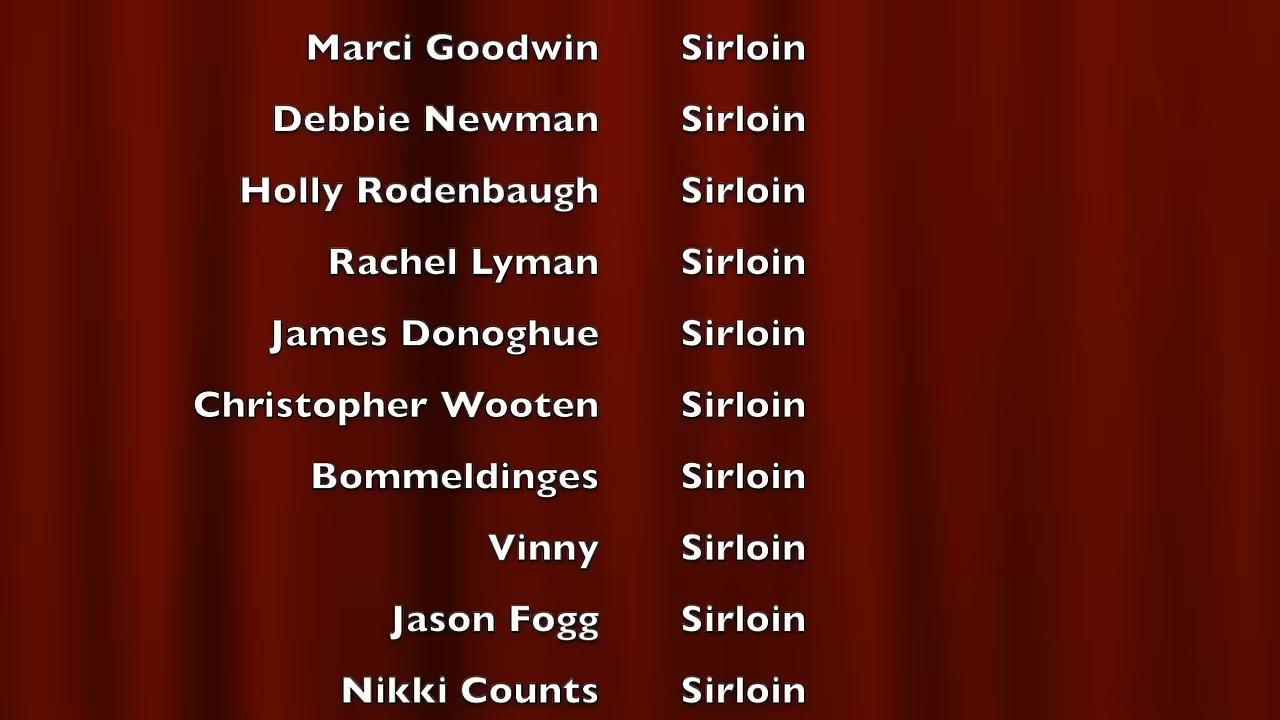 Marci Goodwin Sirloin
Debbie Newman Sirloin
Holly Rodenbaugh Sirloin
Rachel Lyman Sirloin
James Donoghue Sirloin
Christopher Wooten Sirloin
Bommeldinges Sirloin
Vinny Sirloin
Jason Fogg Sirloin
Nikki Counts Sirloin